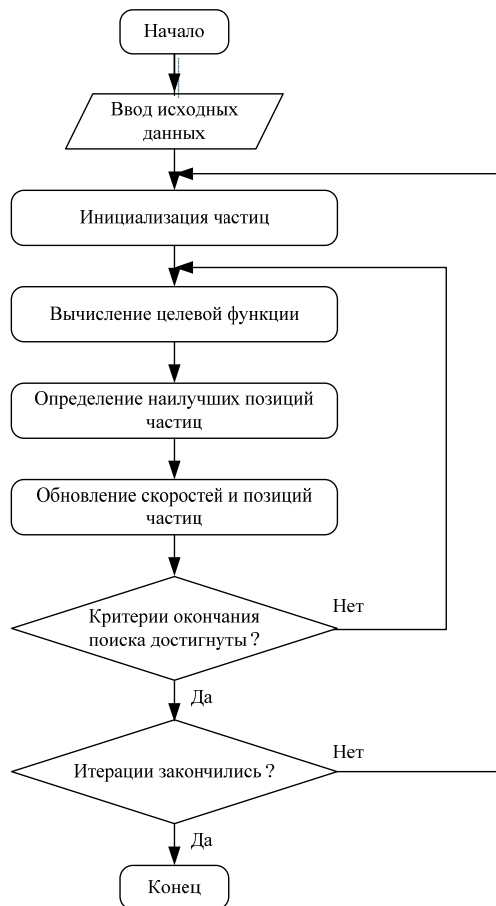 Начало
Ввод исходных
данных
Инициализация частиц
Вычисление целевой функции
Определение наилучших позиций
частиц
Обновление скоростей и позиций
частиц
Критерии окончания
поиска достигнуты ?
Нет
Да
Итерации закончились ?
Нет
Да
Конец